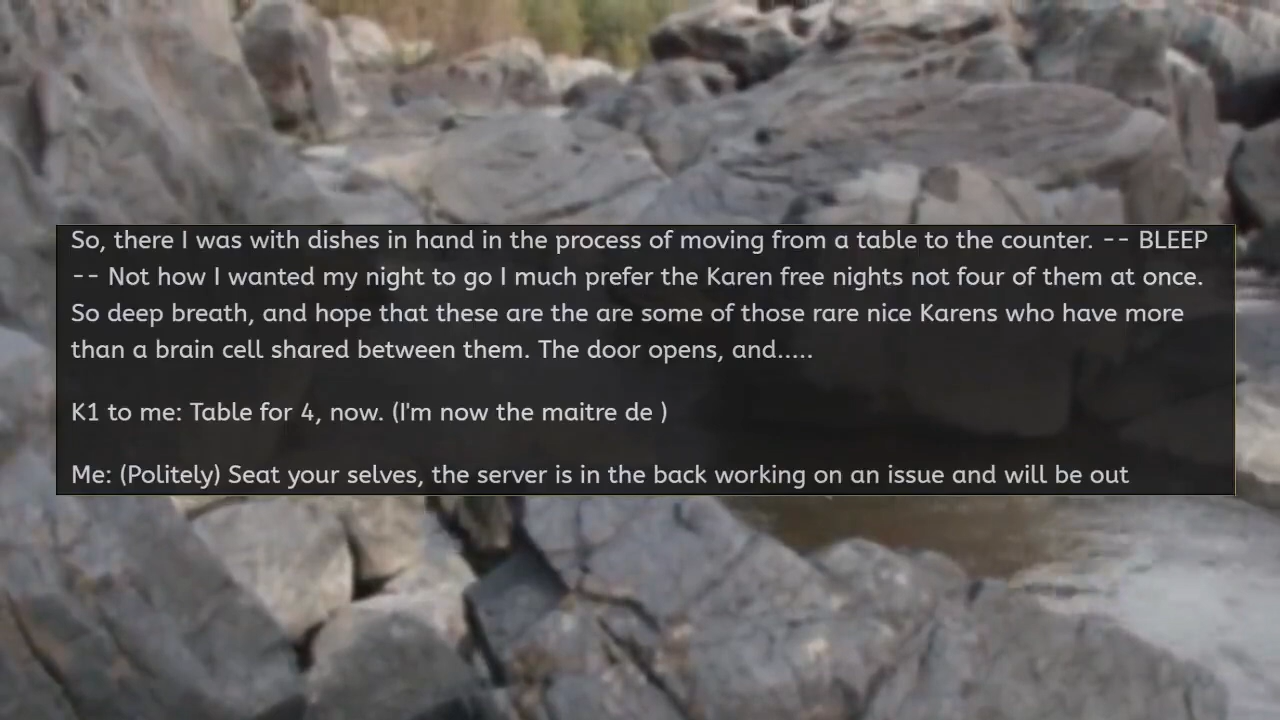 So, there I was with dishes in hand in the process of moving from a table to the counter. -- BLEEP
-- Not how I wanted my night to go I much prefer the Karen free nights not four of them at once.
So deep breath, and hope that these are the are some of those rare nice Karens who have more
than a brain cell shared between them. The door opens, and.....
K1 to me: Table for 4, now. (I'm now the maitre de )
Me: (Politely) Seat your selves, the server is in the back working on an issue and will be out